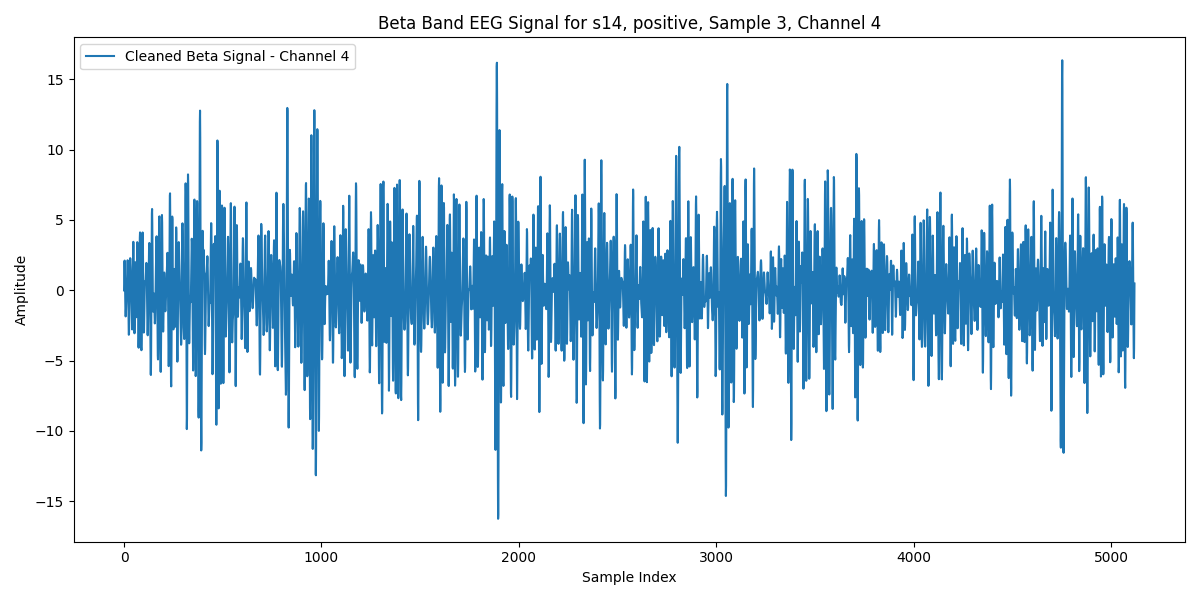 Beta Band EEG Signal for s14, positive, Sample 3, Channel 4
Cleaned Beta Signal - Channel 4
15
10
5
0
−5
−10
−15
Amplitude
0 1000 2000 3000 4000 5000
Sample Index